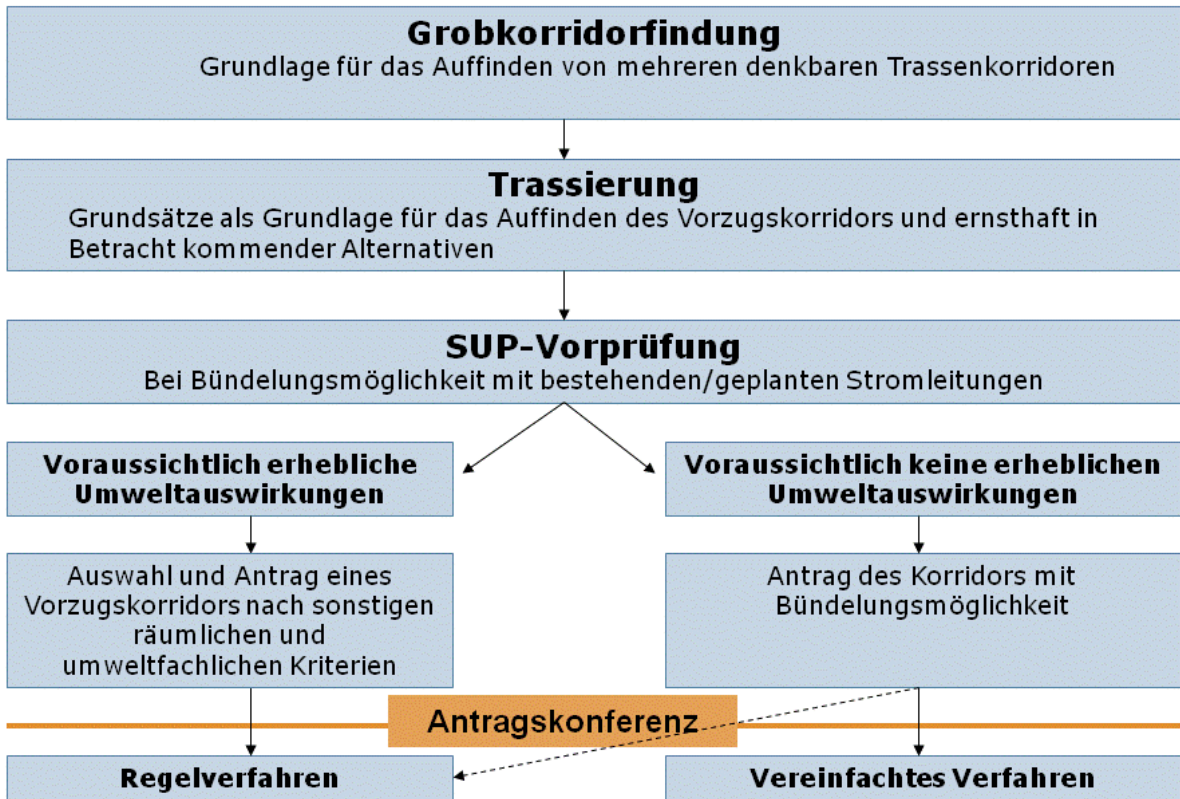 Grobkorridorfindung
Grundlage für das Auffinden von mehreren denkbaren Trassenkorridoren
Trassierung
Grundsätze als Grundlage für das Auffinden des Vorzugskorridors und ernsthaft in
Betracht kommender Alternativen
SUP-Vorprüfung
Bei Bündelungsmöglichkeit mit bestehenden/geplanten Stromleitungen
Voraussichtlich erhebliche
Umweltauswirkungen
Voraussichtlich keine erheblichen
Umweltauswirkungen
Auswahl und Antrag eines
Vorzugskorridors nach sonstigen
räumlichen und
umweltfachlichen Kriterien
Antrag des Korridors mit
Bündelungsmöglichkeit
Antragskonferenz
Regelverfahren
Vereinfachtes Verfahren